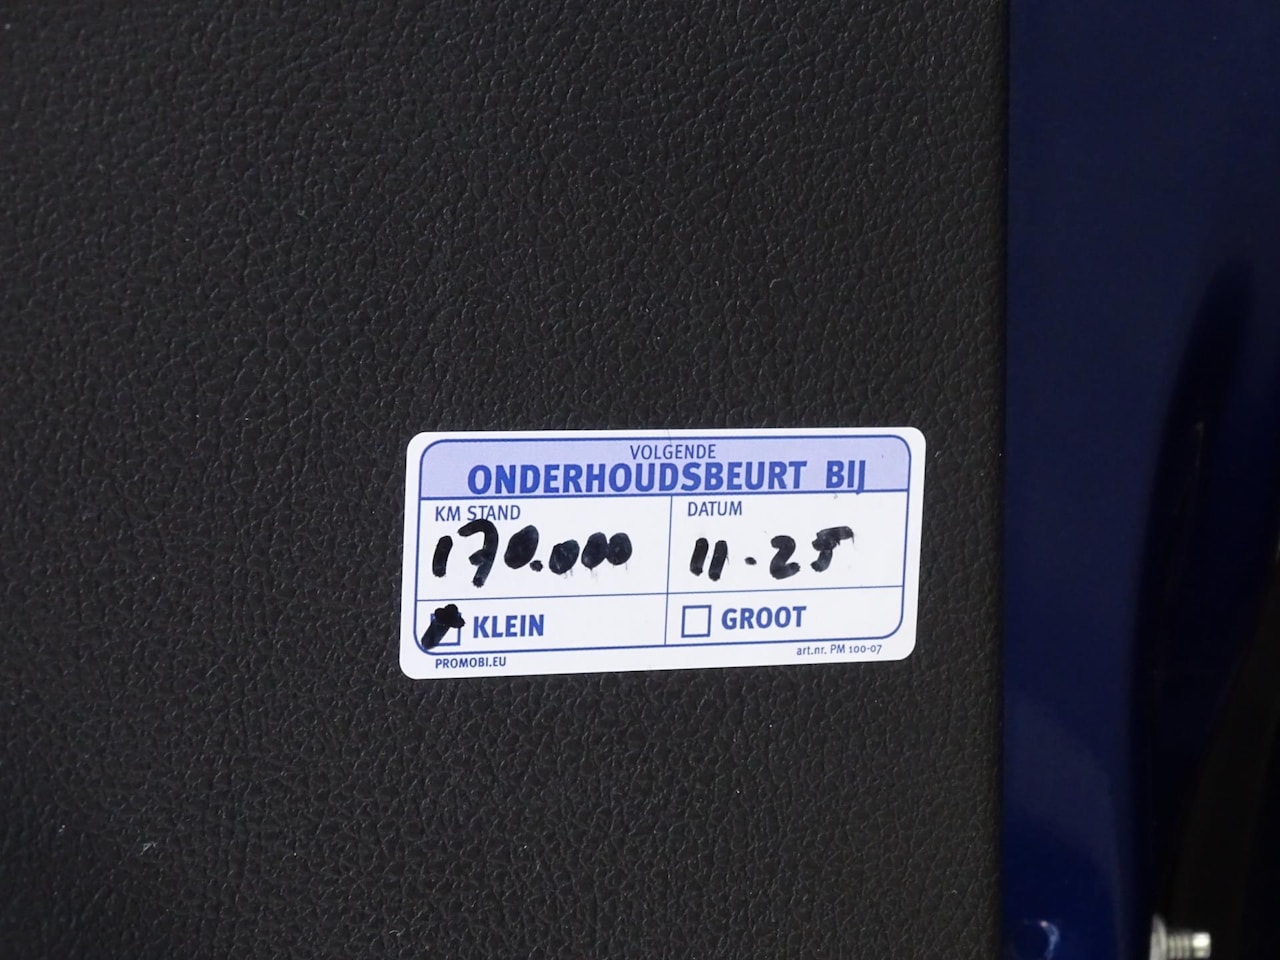 VOLGENDE
ONDERHOUDSBEURT BIJ
KM STAND
170.000
DATUM
11-25
KLEIN
GROOT
PROMOBI.EU
art.nr. PM 100-07